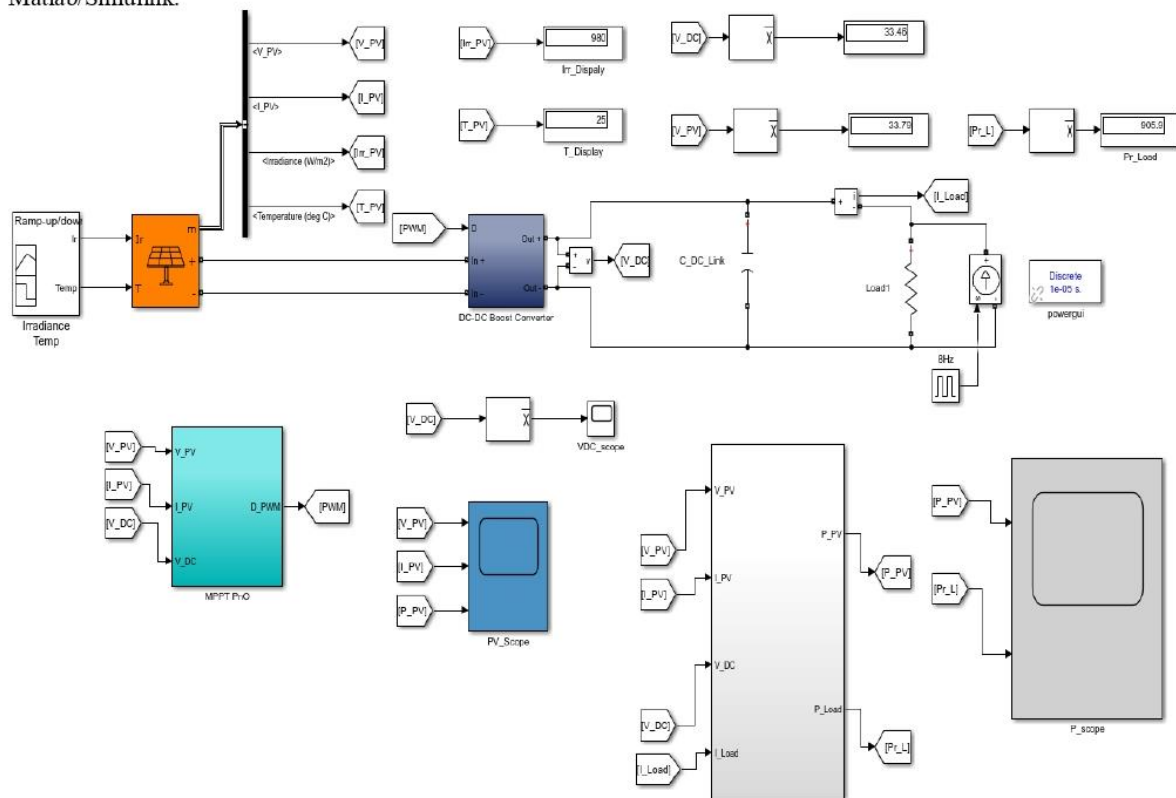 Matlab/Simulink.
<V_PV>
[V_PV]
<I_PV>
[I_PV]
<Irradiance (W/m2)>
[Irr_PV]
<Temperature (deg C)>
[T_PV]
[Irr_PV]
980
Irr_Dispaly
[T_PV]
25
T_Display
[V_DC]
X
33.46
[V_PV]
X
33.79
[Pr_L]
X
905.9
Pr_Load
Ramp-up/down
Ir
Temp
Irradiance
Temp
Ir
T
m
+
-
[PWM]
D
In +
In -
Out +
Out -
DC-DC Boost Converter
+
-
v
[V_DC]
C_DC_Link
+
-
i
[I_Load]
Load1
+
s
-
8Hz
Discrete
1e-05 s.
powergui
[V_PV]
[I_PV]
[V_DC]
V_PV
I_PV
V_DC
D_PWM
MPPT PnO
[PWM]
[V_DC]
X
VDC_scope
[V_PV]
[I_PV]
[P_PV]
PV_Scope
[V_PV]
[I_PV]
[V_DC]
[I_Load]
V_PV
I_PV
V_DC
I_Load
P_PV
P_Load
[P_PV]
[Pr_L]
[P_PV]
[Pr_L]
P_scope